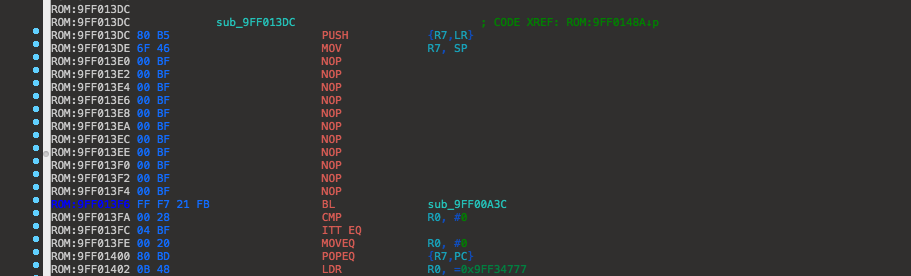 ROM:9FF013DC
ROM:9FF013DC sub_9FF013DC ; CODE XREF: ROM:9FF0148A↓p
ROM:9FF013DC 80 B5 PUSH {R7,LR}
ROM:9FF013DE 6F 46 MOV R7, SP
ROM:9FF013E0 00 BF NOP
ROM:9FF013E2 00 BF NOP
ROM:9FF013E4 00 BF NOP
ROM:9FF013E6 00 BF NOP
ROM:9FF013E8 00 BF NOP
ROM:9FF013EA 00 BF NOP
ROM:9FF013EC 00 BF NOP
ROM:9FF013EE 00 BF NOP
ROM:9FF013F0 00 BF NOP
ROM:9FF013F2 00 BF NOP
ROM:9FF013F4 00 BF NOP
ROM:9FF013F6 FF F7 21 FB BL sub_9FF00A3C
ROM:9FF013FA 00 28 CMP R0, #0
ROM:9FF013FC 04 BF ITT EQ
ROM:9FF013FE 00 20 MOVEQ R0, #0
ROM:9FF01400 80 BD POPEQ {R7,PC}
ROM:9FF01402 0B 48 LDR R0, =0x9FF34777